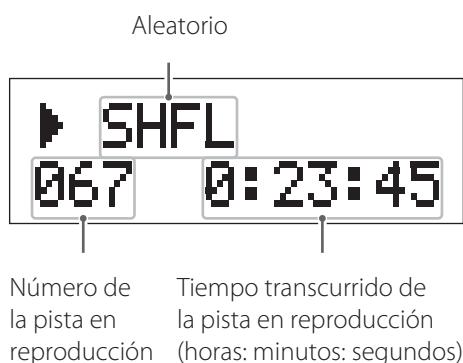 Aleatorio
SHFL
067 0:23:45
Número de
la pista en
reproducción
Tiempo transcurrido de
la pista en reproducción
(horas: minutos: segundos)